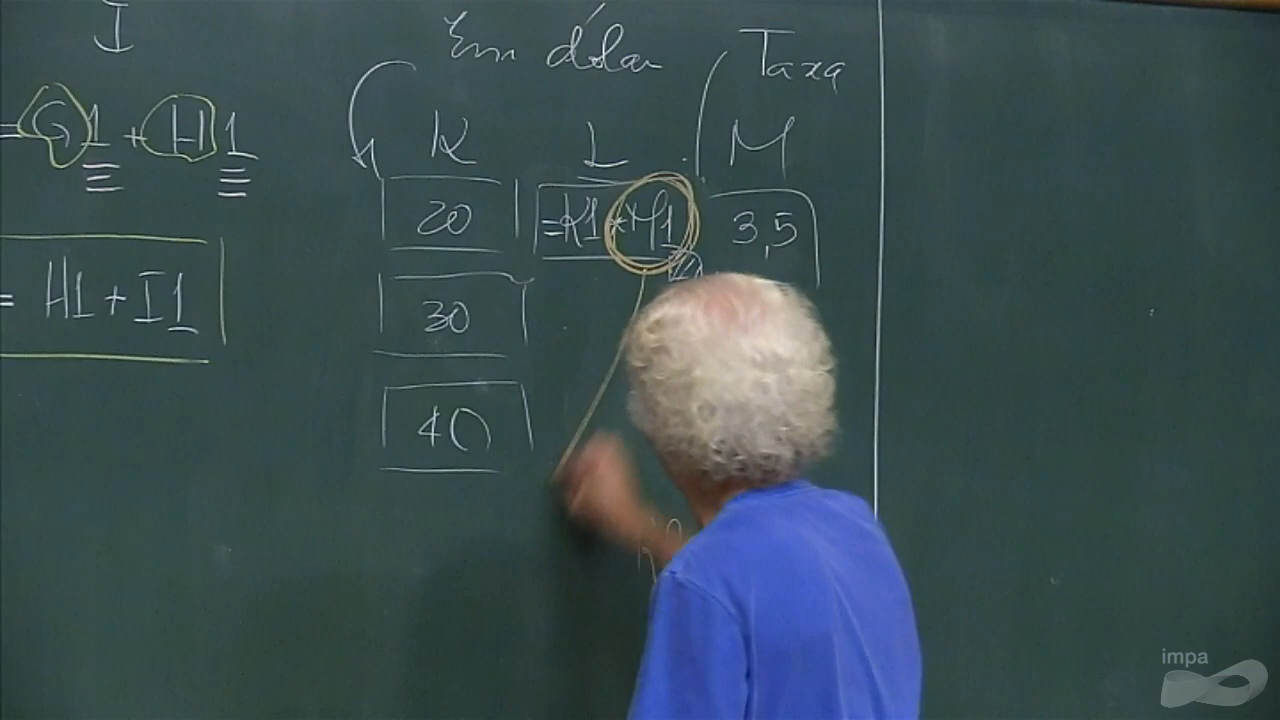 I Em dólar Taxa
=G1 + H1 K L M
20 =K1*M1 3,5
= H1 + I1 30
40
impa